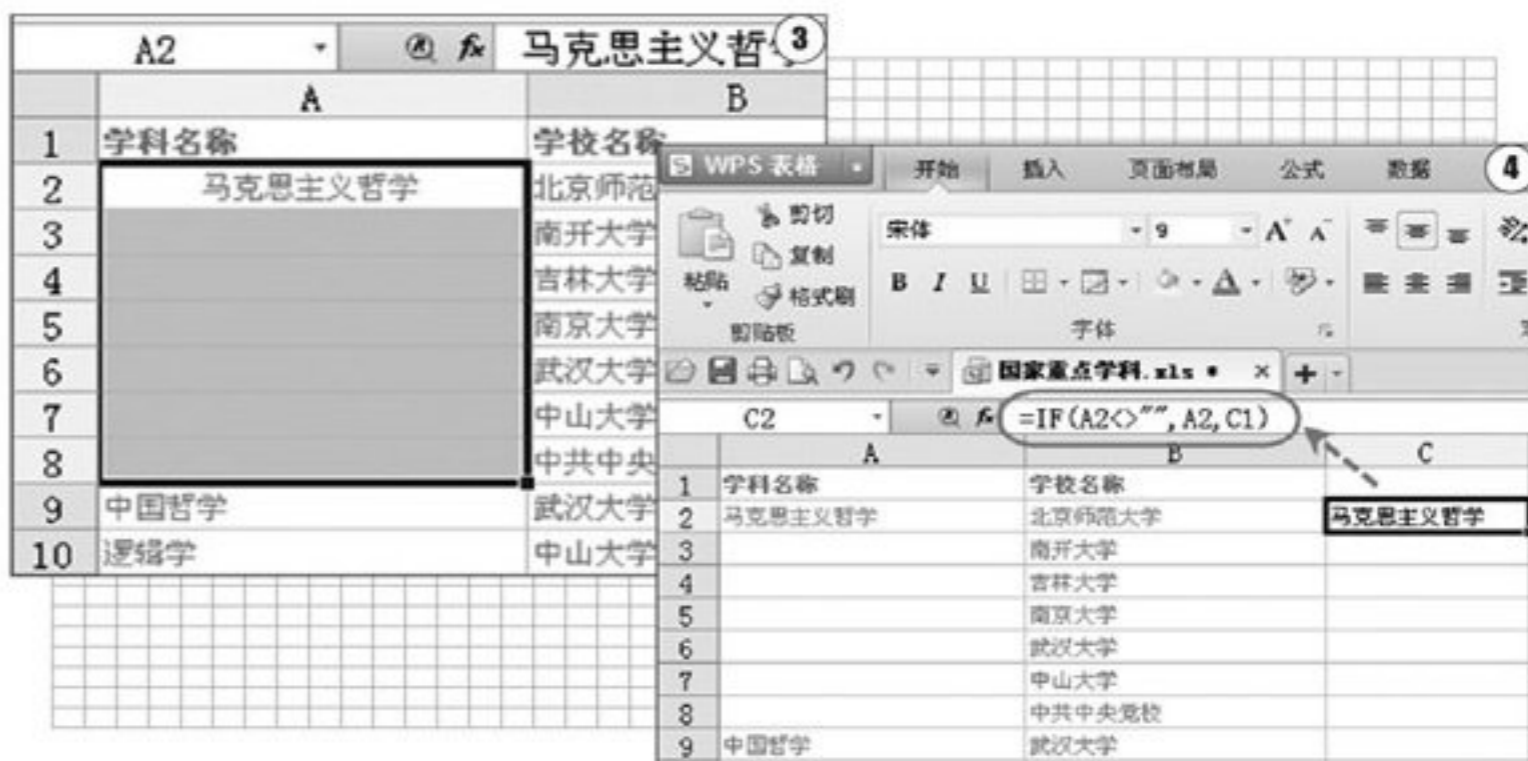 A2 fx 马克思主义哲 3
A B
1 学科名称 学校名称
2 马克思主义哲学 北京师范
3 南开大学
4 吉林大学
5 南京大学
6 武汉大学
7 中山大学
8 中共中央
9 中国哲学 武汉大学
10 逻辑学 中山大学
WPS 表格 开始 插入 页面布局 公式 数据 4
剪切
复制
粘贴 格式刷
宋体 9 A A
B I U A
剪贴板 字体
国家重点学科.xls
C2 fx =IF(A2<>"",A2,C1)
A B C
1 学科名称 学校名称
2 马克思主义哲学 北京师范大学 马克思主义哲学
3 南开大学
4 吉林大学
5 南京大学
6 武汉大学
7 中山大学
8 中共中央党校
9 中国哲学 武汉大学